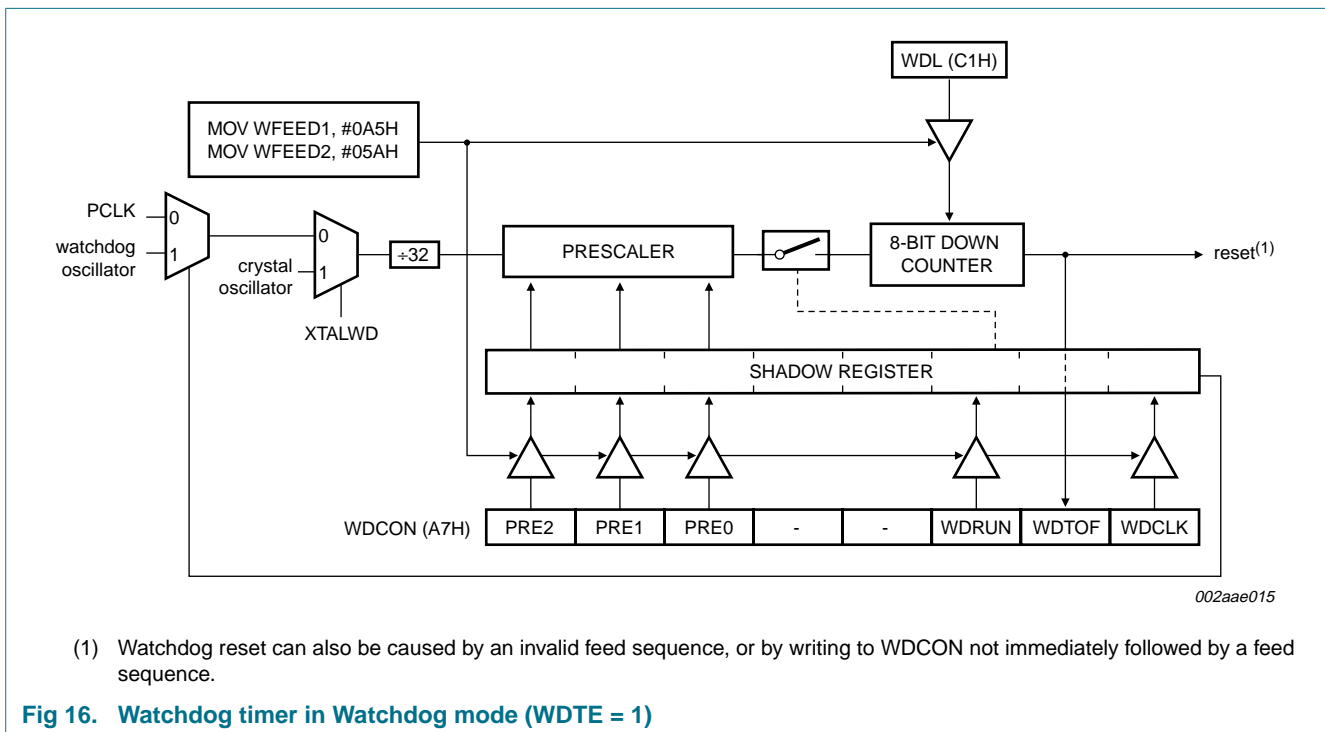 WDL (C1H)
MOV WFEED1, #0A5H
MOV WFEED2, #05AH
PCLK
0
watchdog
oscillator
1
0
crystal
oscillator
1
XTALWD
÷32
PRESCALER
8-BIT DOWN
COUNTER
reset(1)
SHADOW REGISTER
WDCON (A7H)
PRE2
PRE1
PRE0
-
-
WDRUN
WDTOF
WDCLK
002aae015
(1) Watchdog reset can also be caused by an invalid feed sequence, or by writing to WDCON not immediately followed by a feed
sequence.
Fig 16. Watchdog timer in Watchdog mode (WDTE = 1)